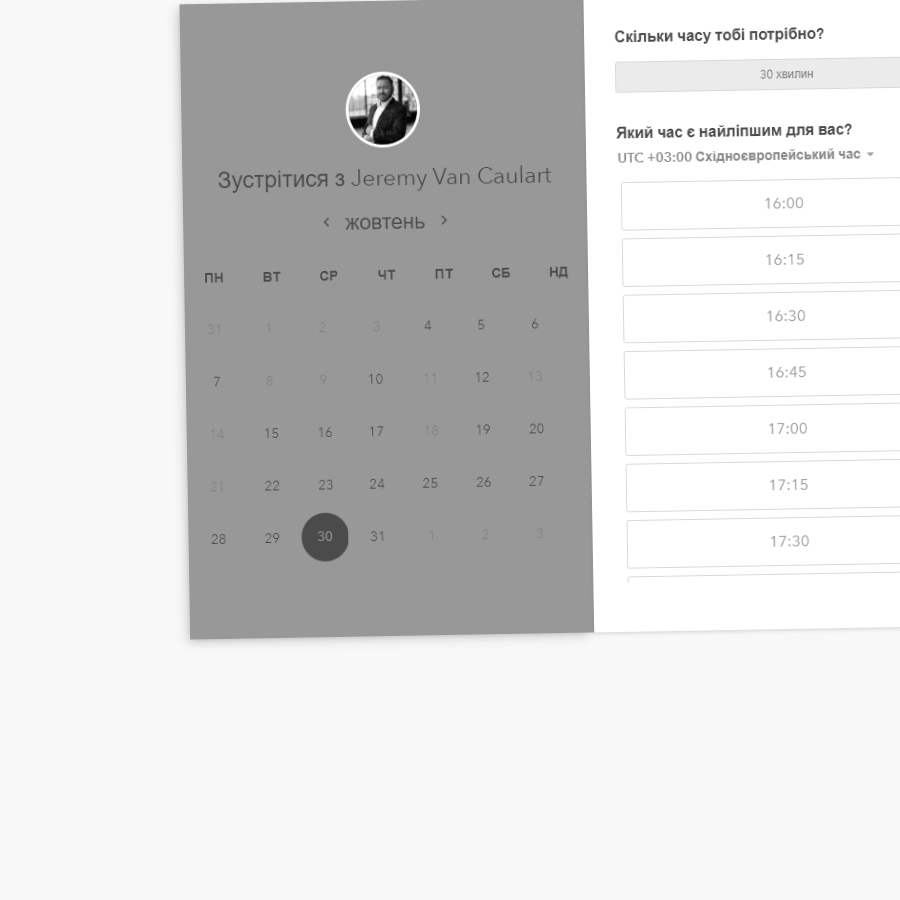 Зустрітися з Jeremy Van Caulart
‹ жовтень ›
ПН ВТ СР ЧТ ПТ СБ НД
31 1 2 3 4 5 6
7 8 9 10 11 12 13
14 15 16 17 18 19 20
21 22 23 24 25 26 27
28 29 30 31 1 2 3
Скільки часу тобі потрібно?
30 хвилин
Який час є найліпшим для вас?
UTC +03:00 Східноєвропейський час
16:00
16:15
16:30
16:45
17:00
17:15
17:30